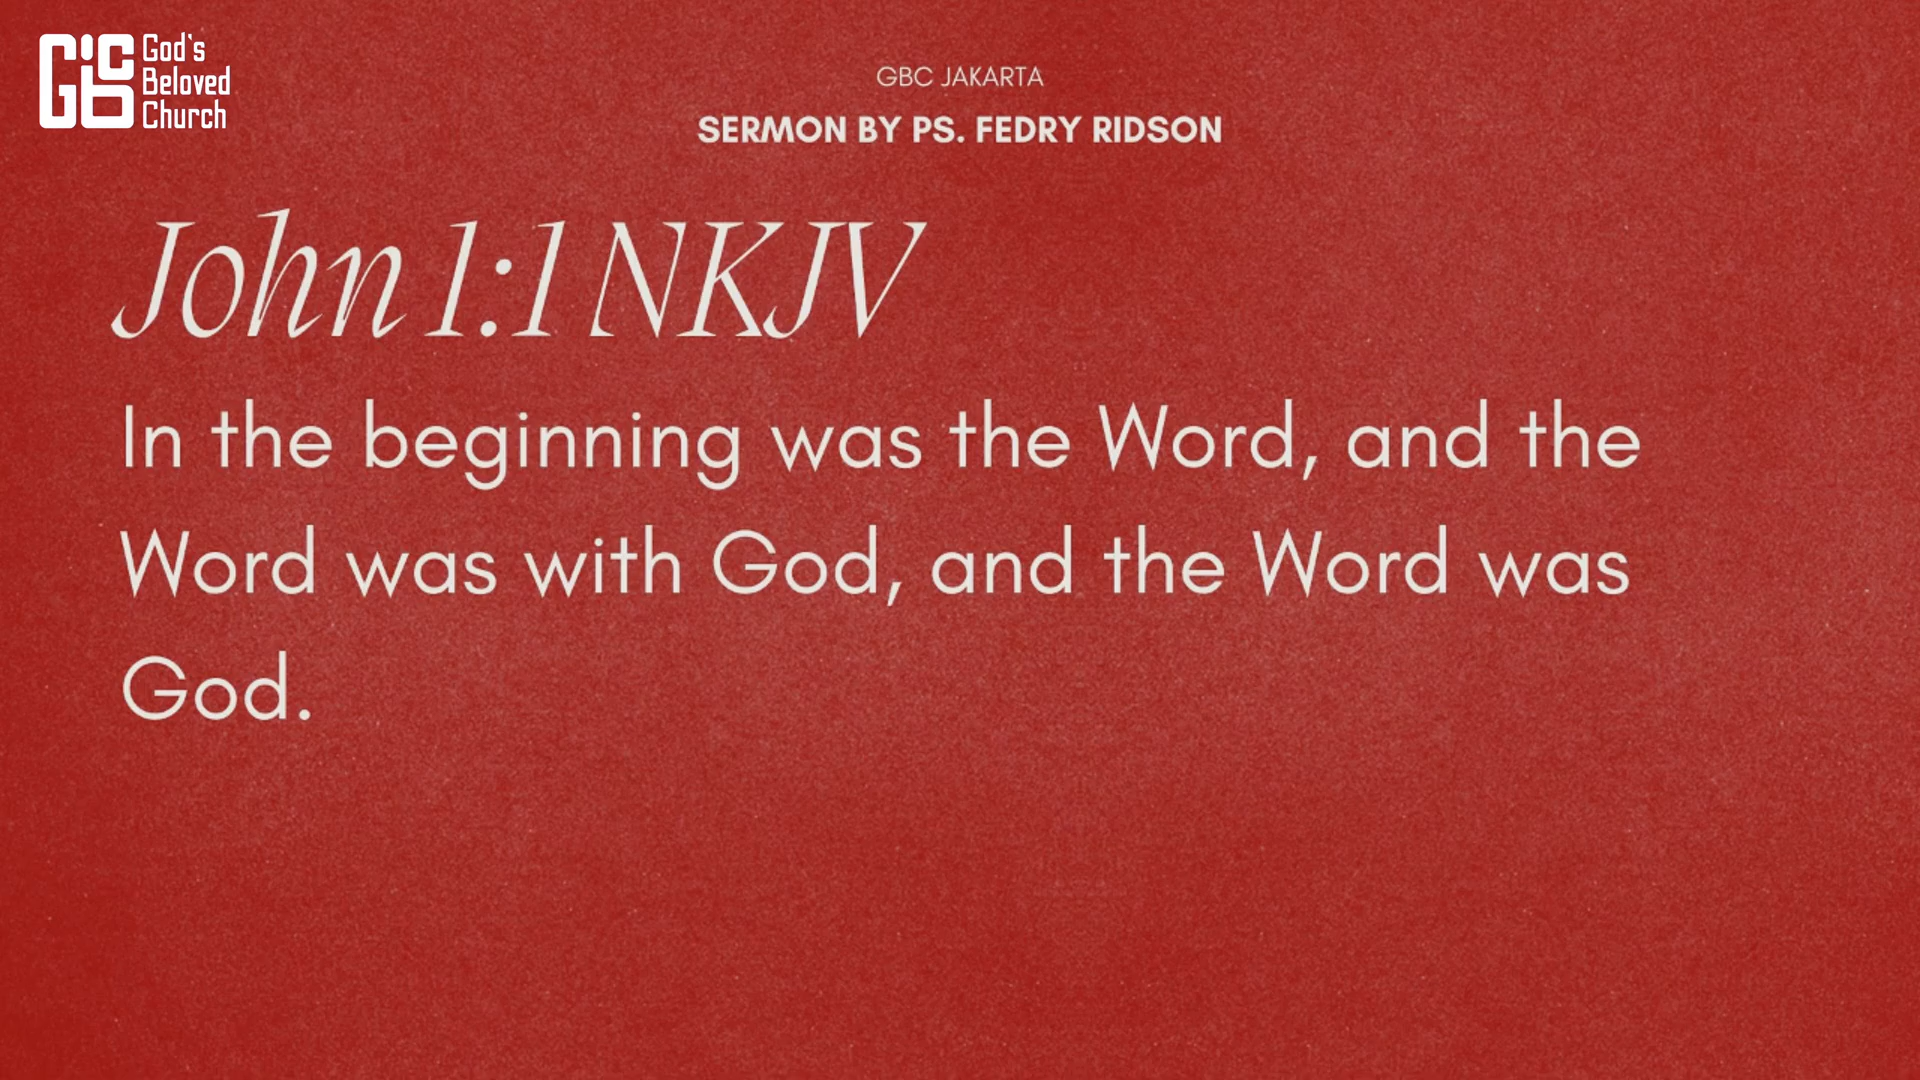 God's
Beloved
Church
GBC JAKARTA
SERMON BY PS. FEDRY RIDSON
John 1:1 NKJV
In the beginning was the Word, and the
Word was with God, and the Word was
God.